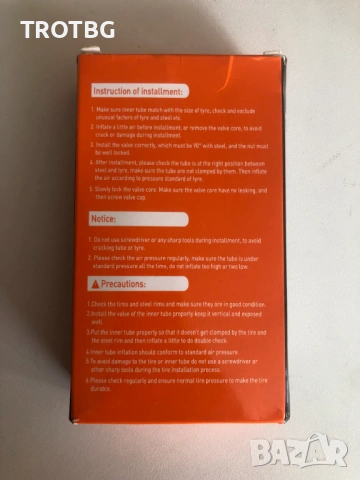 TROTBG
Instruction of installment:
1. Make sure inner tube match with the size of tyre, check and exclude
unusual factors of tyre and steel etc.
2. Inflate a little air before installment, or remove the valve core, to avoid
crack or damage during installment.
3. Install the valve correctly, which must be 90° with steel, and the nut must
be well locked.
4. After installment, please check the tube is at the right position between
steel and tyre, make sure the tube are not clamped by them. Then inflate
the air according to pressure standard of tyre.
5. Slowly lock the valve core. Make sure the valve core have no leaking, and
then screw valve cap.
Notice:
1. Do not use screwdriver or any sharp tools during installment, to avoid
cracking tube or tyre.
2. Please check the air pressure regularly, make sure the tube is under
standard pressure all the times, do not inflate too high or two low.
Precautions:
1.Check the tires and steel rims and make sure they are in good condition.
2.Install the valve of the inner tube properly keep it vertical and exposed
well.
3.Put the inner tube properly so that it doesn't get clamped by the tire and
the steel rim and then inflate a little to do double check.
4.Inner tube inflation should conform to standard air pressure.
5.To avoid damage to the tire or inner tube do not use a screwdriver or
other sharp tools during the tire installation process.
6.Please check regularly and ensure normal tire pressure to make the tire
durable.
BAZAR
bg